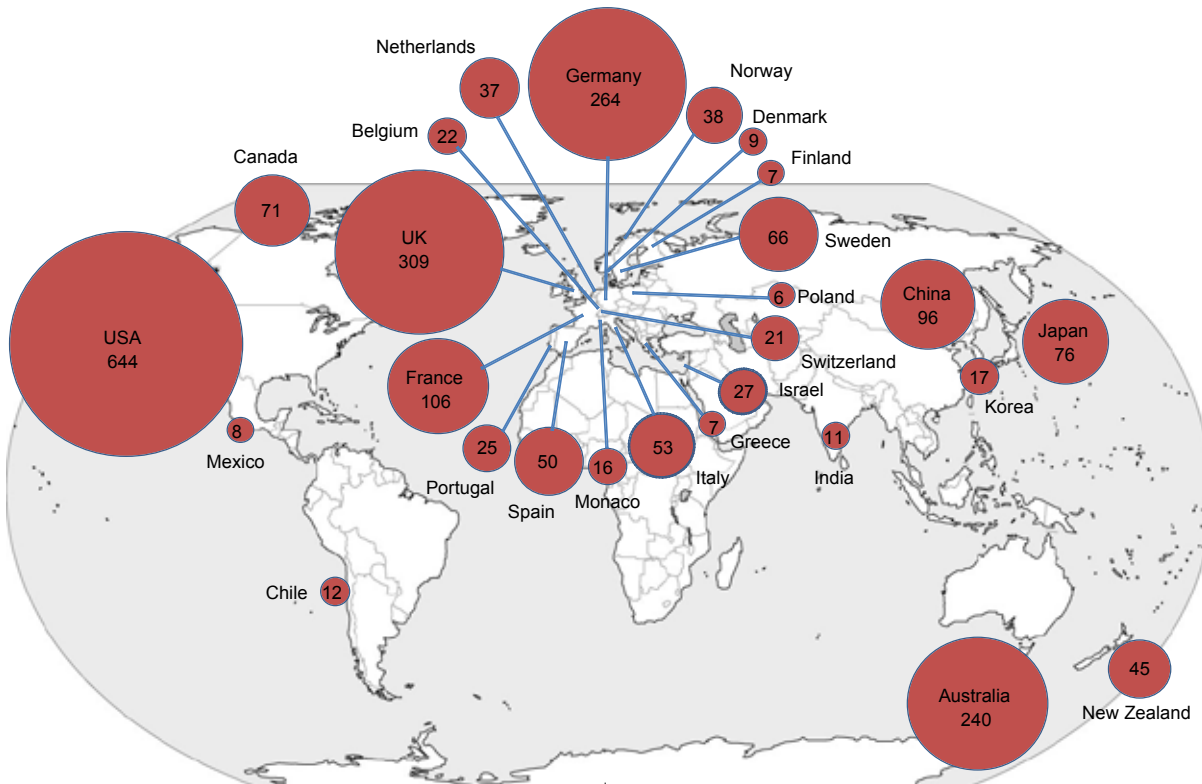 Netherlands
37
Germany
264
Norway
38
Belgium
22
Denmark
9
Finland
7
Canada
71
UK
309
66
Sweden
USA
644
6
Poland
China
96
Japan
76
21
Switzerland
France
106
27
Israel
17
Korea
8
Mexico
25
Portugal
50
Spain
16
Monaco
53
Italy
7
Greece
11
India
Chile
12
Australia
240
45
New Zealand